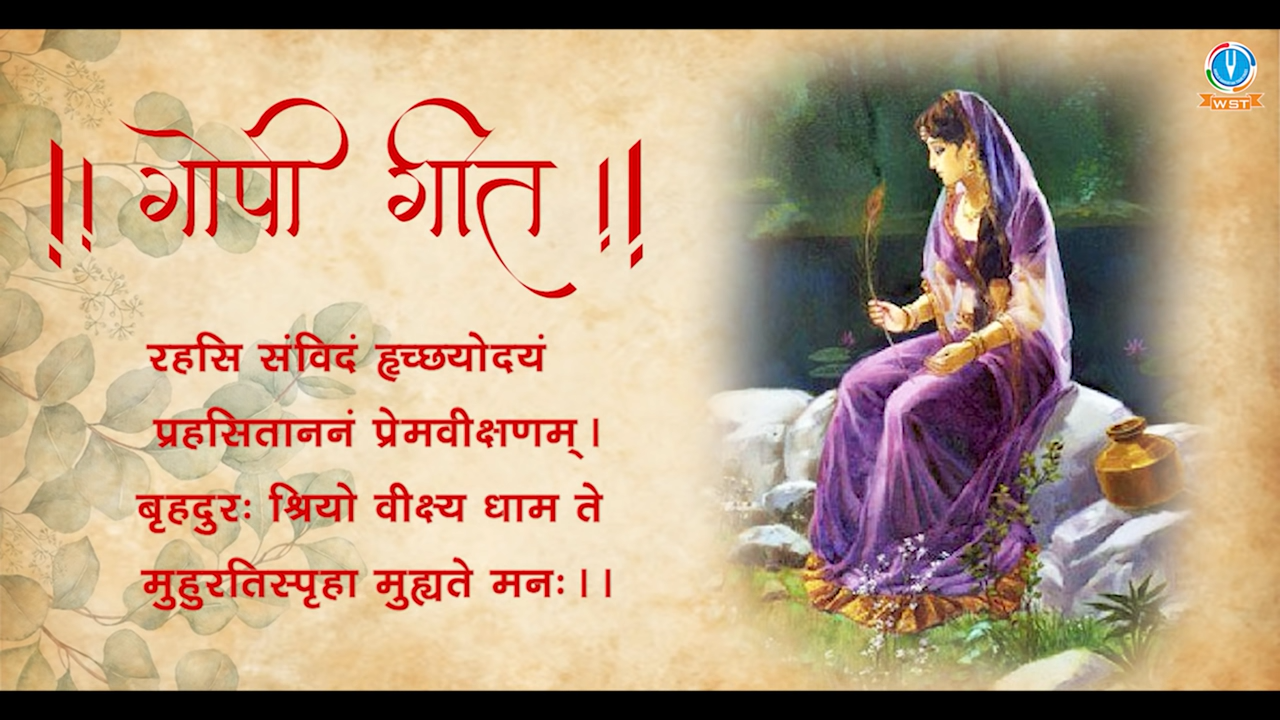 || गोपी गीत ||
रहसि संविदं हृच्छयोदयं
प्रहसिताननं प्रेमवीक्षणम् ।
बृहदुरः श्रियो वीक्ष्य धाम ते
मुहुरतिस्पृहा मुह्यते मनः ।।
WST